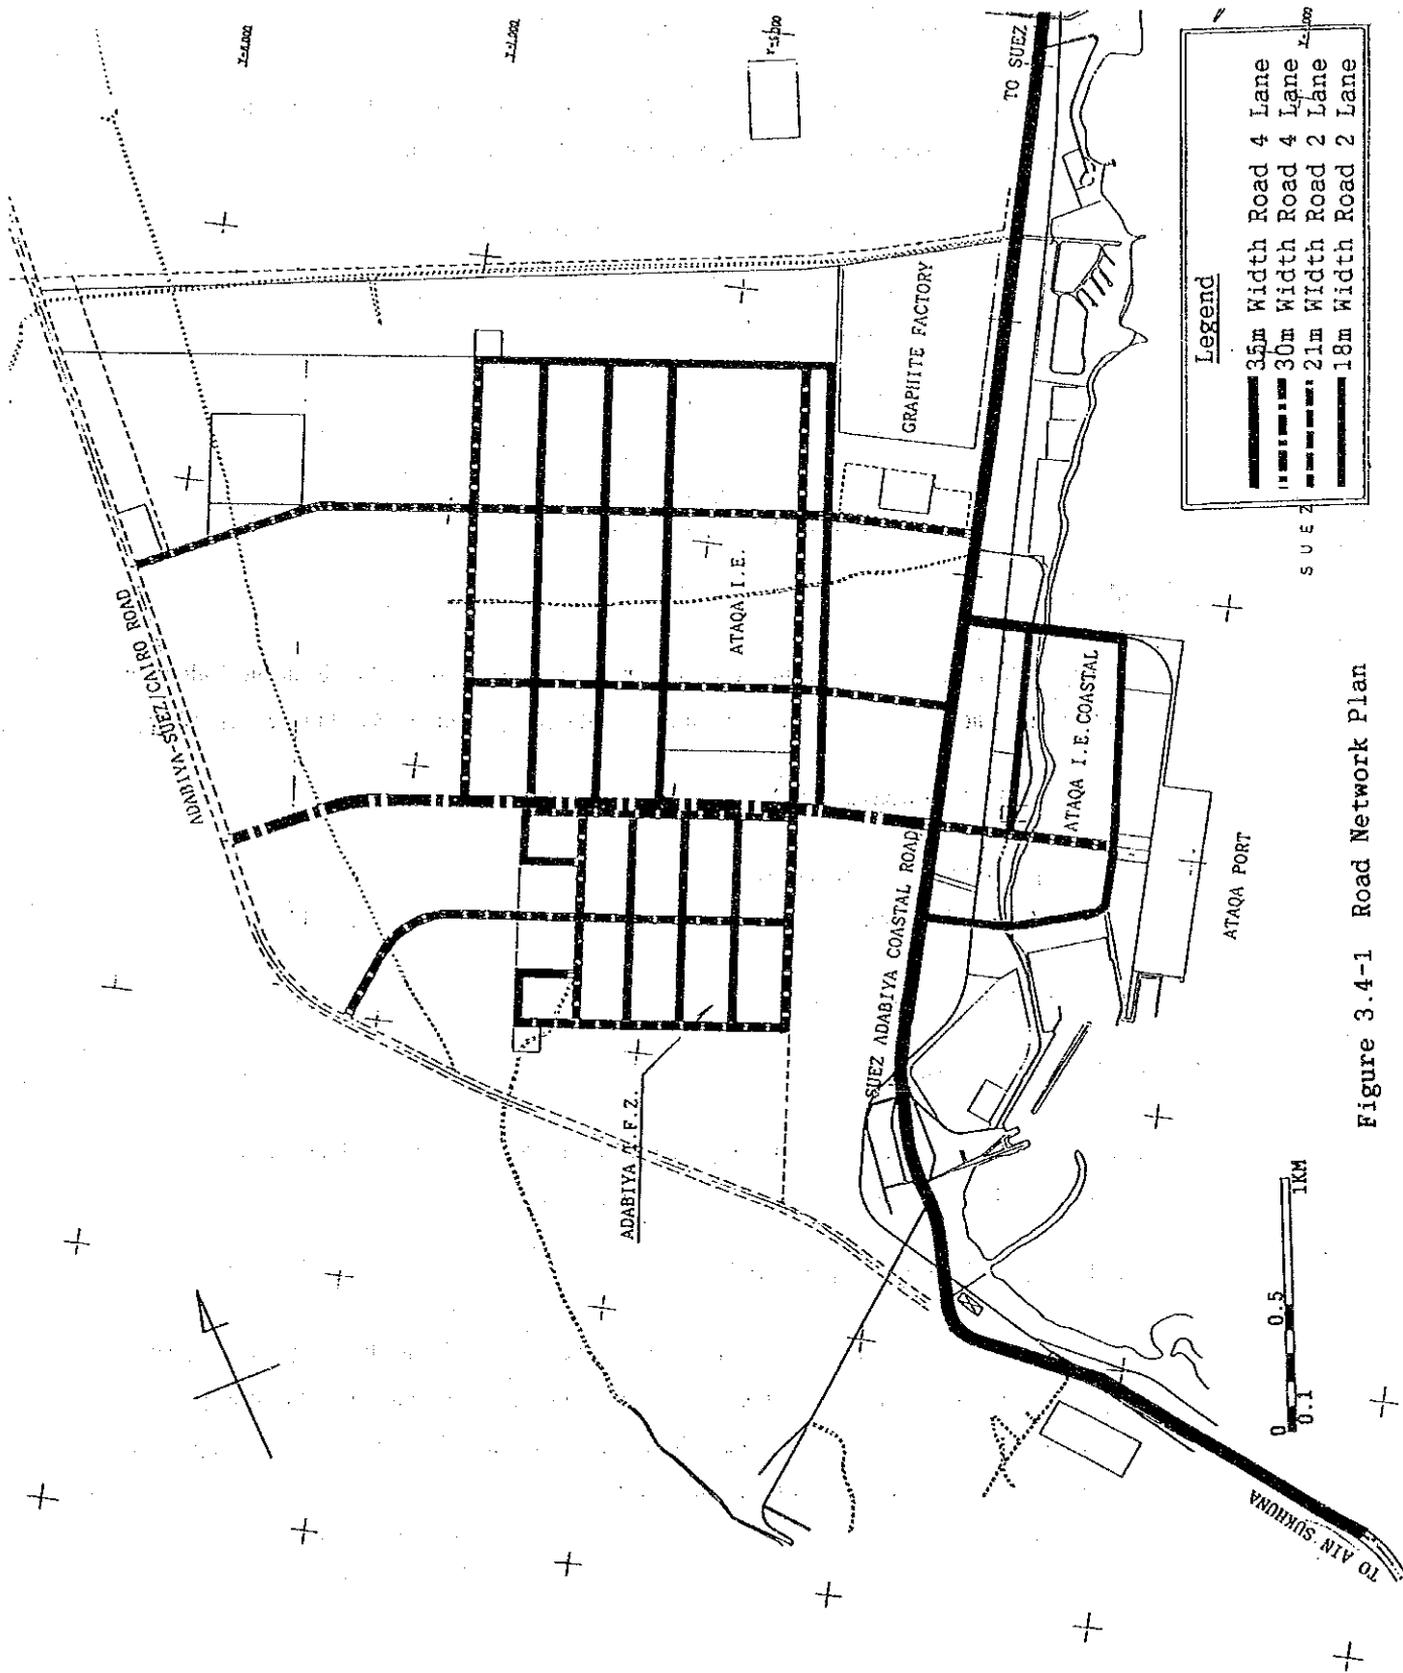 TO SUEZ
ADABIYA-SUEZ/CAIRO ROAD
GRAPHITE FACTORY
ATAQA I.E.
ATAQA I.E.COASTAL
SUEZ ADABIYA COASTAL ROAD
ATAQA PORT
ADABIYA F.Z.
TO AIN SUKHUNA
SUEZ
Legend
35m Width Road 4 Lane
30m Width Road 4 Lane
21m Width Road 2 Lane
18m Width Road 2 Lane
0 0.1 0.5 1KM
Figure 3.4-1 Road Network Plan